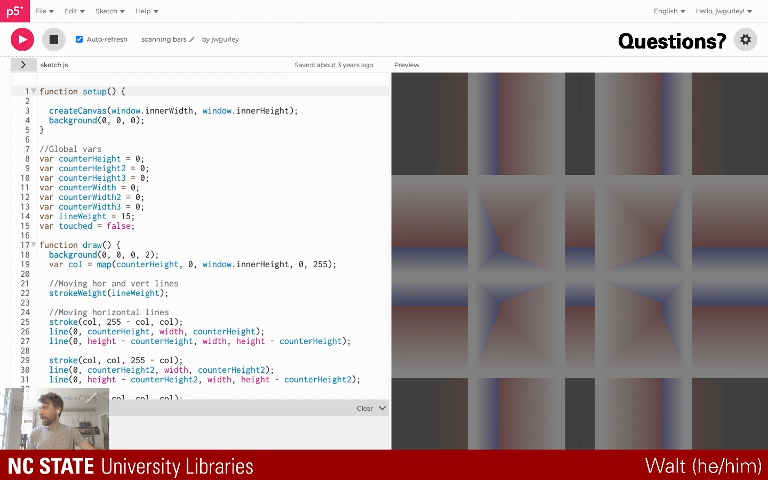 p5* File Edit Sketch Help English Hello, jwgurley!
Auto-refresh scanning bars by jwgurley Questions?
> sketch.js Saved: about 3 years ago Preview
1 function setup() {
2
3 createCanvas(window.innerWidth, window.innerHeight);
4 background(0, 0, 0);
5 }
6
7 //Global vars
8 var counterHeight = 0;
9 var counterHeight2 = 0;
10 var counterHeight3 = 0;
11 var counterWidth = 0;
12 var counterWidth2 = 0;
13 var counterWidth3 = 0;
14 var lineWeight = 15;
15 var touched = false;
16
17 function draw() {
18 background(0, 0, 0, 2);
19 var col = map(counterHeight, 0, window.innerHeight, 0, 255);
20
21 //Moving hor and vert lines
22 strokeWeight(lineWeight);
23
24 //Moving horizontal lines
25 stroke(col, 255 - col, col);
26 line(0, counterHeight, width, counterHeight);
27 line(0, height - counterHeight, width, height - counterHeight);
28
29 stroke(col, col, 255 - col);
30 line(0, counterHeight2, width, counterHeight2);
31 line(0, height - counterHeight2, width, height - counterHeight2);
Clear
NC STATE University Libraries Walt (he/him)